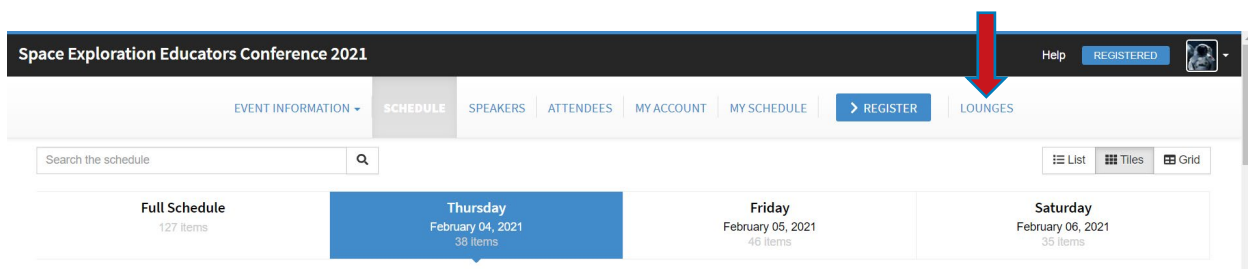 Space Exploration Educators Conference 2021
Help REGISTERED
EVENT INFORMATION SCHEDULE SPEAKERS ATTENDEES MY ACCOUNT MY SCHEDULE > REGISTER LOUNGES
Search the schedule
List Tiles Grid
Full Schedule
127 items
Thursday
February 04, 2021
38 items
Friday
February 05, 2021
46 items
Saturday
February 06, 2021
35 items